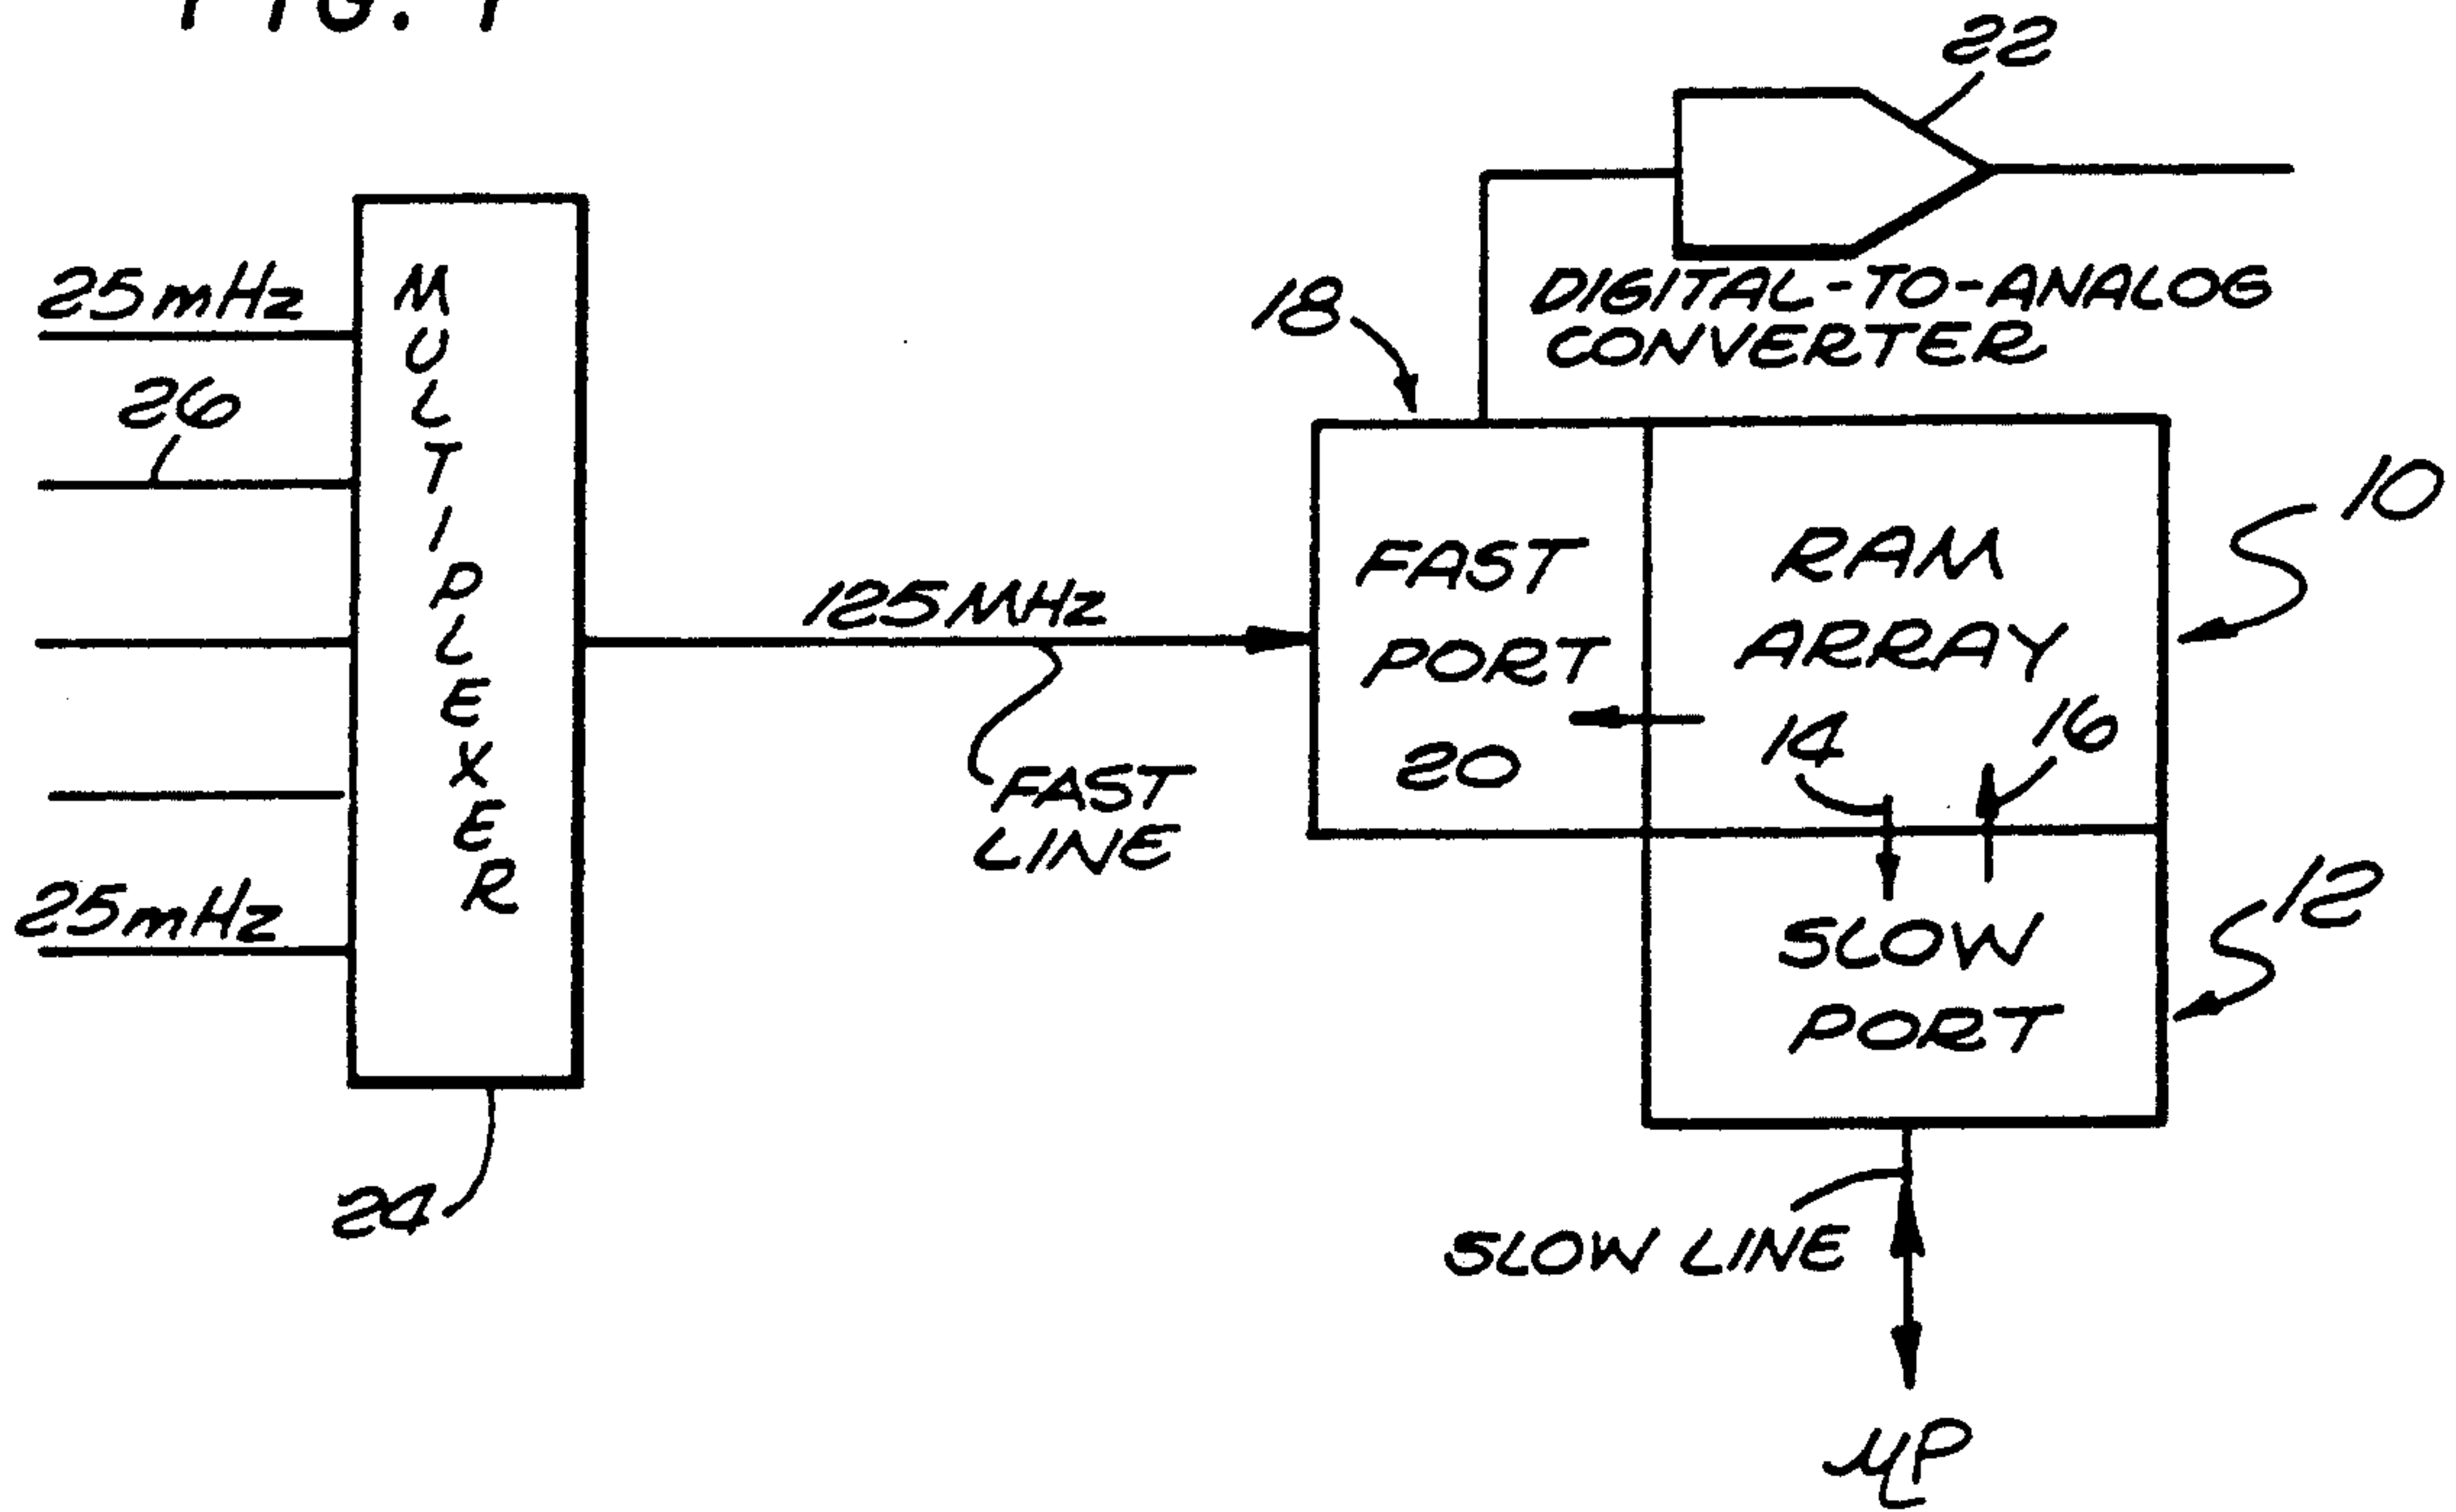 FIG. 1
22
25mHz
MULTIPLEXER
26
18
DIGITAL-TO-ANALOG
CONVERTER
10
125MHz
FAST
PORT
20
RAM
ARRAY
14
16
FAST
LINE
25mHz
12
SLOW
PORT
24
SLOW LINE
μP